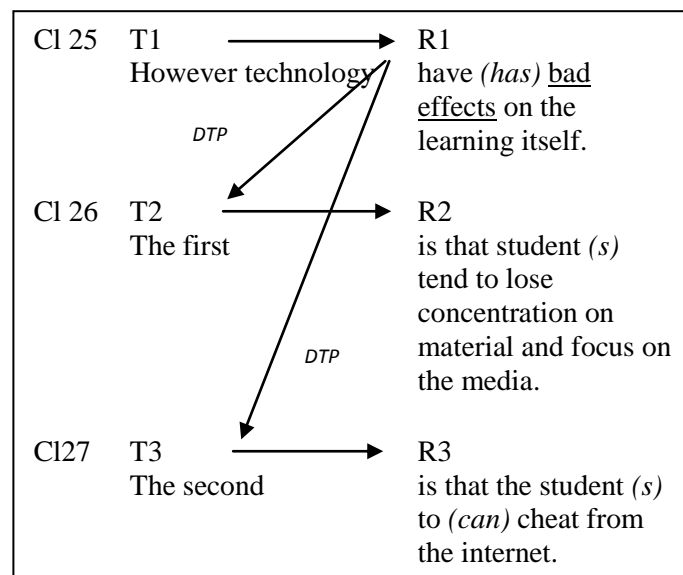 Cl 25 T1 R1
However technology have (has) bad
effects on the
learning itself.
DTP
Cl 26 T2 R2
The first is that student (s)
tend to lose
concentration on
material and focus on
the media.
DTP
Cl27 T3 R3
The second is that the student (s)
to (can) cheat from
the internet.